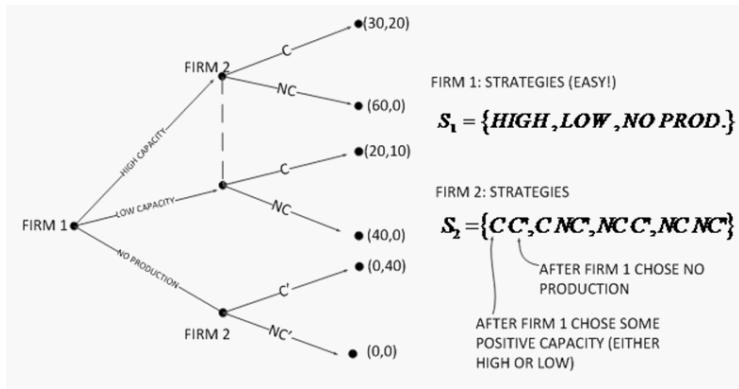 (30,20)
C
FIRM 2
NC
(60,0)
HIGH CAPACITY
(20,10)
C
LOW CAPACITY
NC
FIRM 1
(40,0)
(0,40)
NO PRODUCTION
C'
FIRM 2
NC'
(0,0)
FIRM 1: STRATEGIES (EASY!)
S₁ = {HIGH ,LOW ,NO PROD.}
FIRM 2: STRATEGIES
S₂ ={C C',C NC',NC C',NC NC'}
AFTER FIRM 1 CHOSE NO
PRODUCTION
AFTER FIRM 1 CHOSE SOME
POSITIVE CAPACITY (EITHER
HIGH OR LOW)